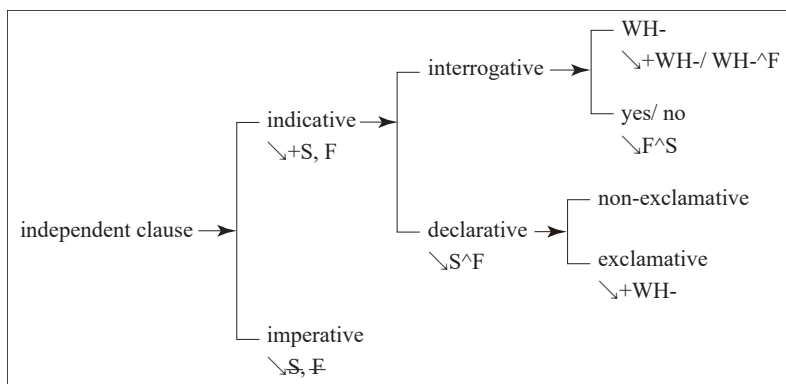 WH-
↘+WH-/ WH-^F
interrogative
yes/ no
↘F^S
indicative
↘+S, F
non-exclamative
declarative
↘S^F
exclamative
↘+WH-
independent clause
imperative
↘S̶, F̶